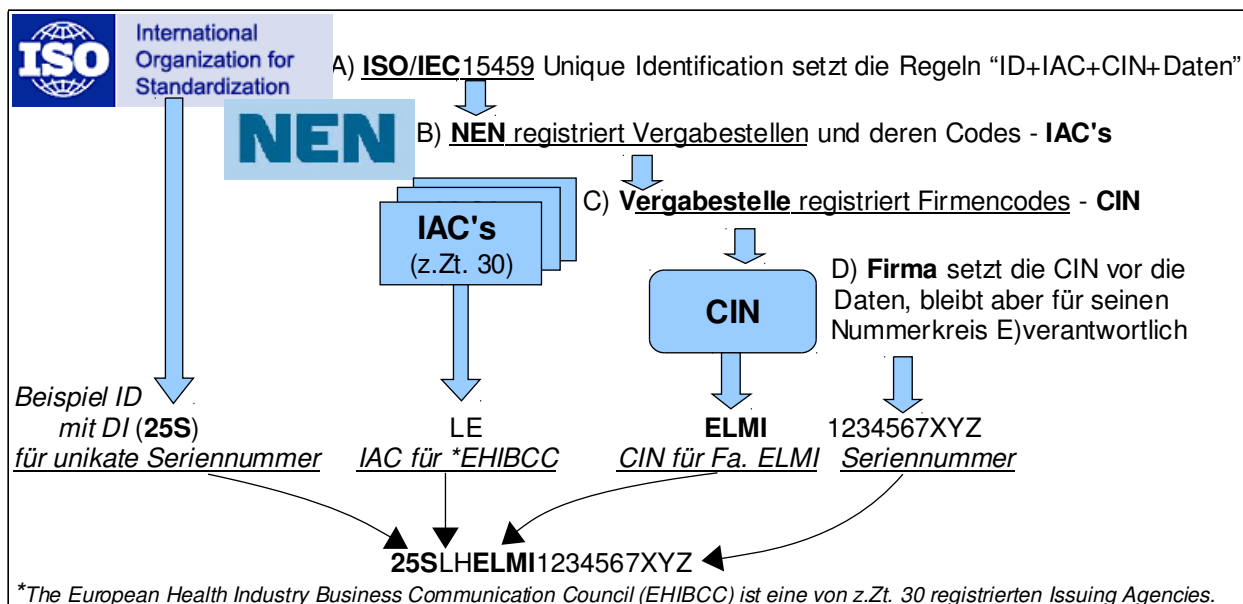 ISO
International
Organization for
Standardization
A) ISO/IEC15459 Unique Identification setzt die Regeln “ID+IAC+CIN+Daten”
NEN
B) NEN registriert Vergabestellen und deren Codes - IAC's
C) Vergabestelle registriert Firmencodes - CIN
IAC's
(z.Zt. 30)
CIN
D) Firma setzt die CIN vor die
Daten, bleibt aber für seinen
Nummerkreis E)verantwortlich
Beispiel ID
mit DI (25S)
für unikate Seriennummer
LE
IAC für *EHIBCC
ELMI
CIN für Fa. ELMI
1234567XYZ
Seriennummer
25SLHELMI1234567XYZ
*The European Health Industry Business Communication Council (EHIBCC) ist eine von z.Zt. 30 registrierten Issuing Agencies.